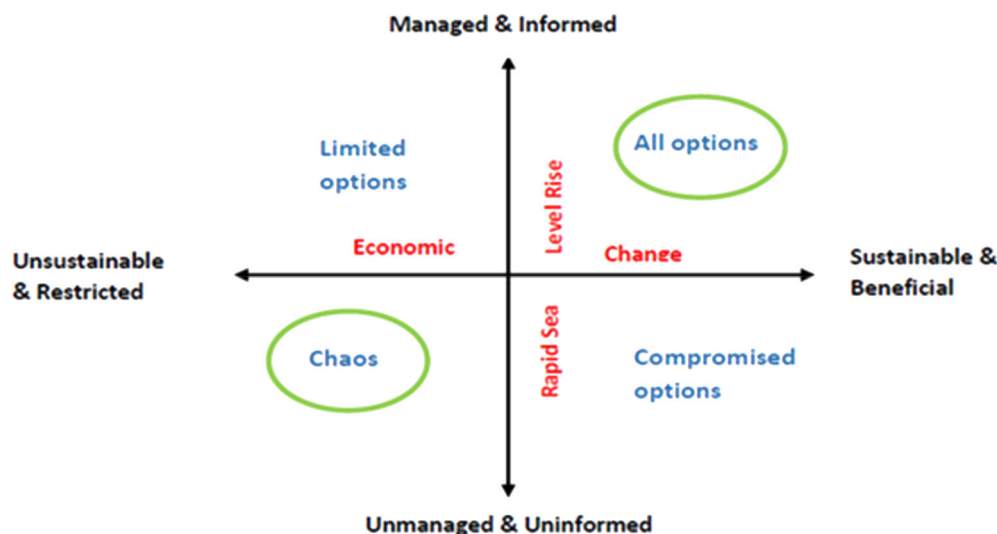 Managed & Informed
Limited
options
All options
Level Rise
Economic
Change
Unsustainable
& Restricted
Sustainable &
Beneficial
Rapid Sea
Chaos
Compromised
options
Unmanaged & Uninformed